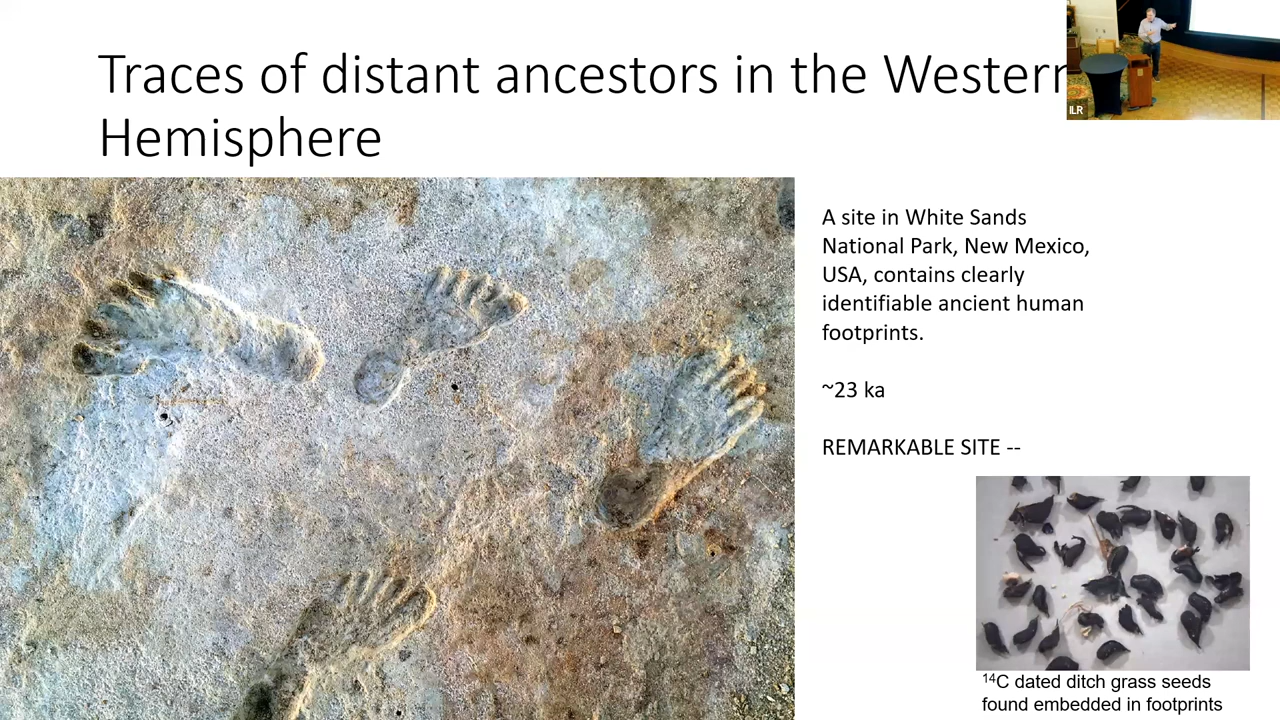 Traces of distant ancestors in the Western
Hemisphere
ILR
A site in White Sands
National Park, New Mexico,
USA, contains clearly
identifiable ancient human
footprints.
~23 ka
REMARKABLE SITE --
¹⁴C dated ditch grass seeds
found embedded in footprints